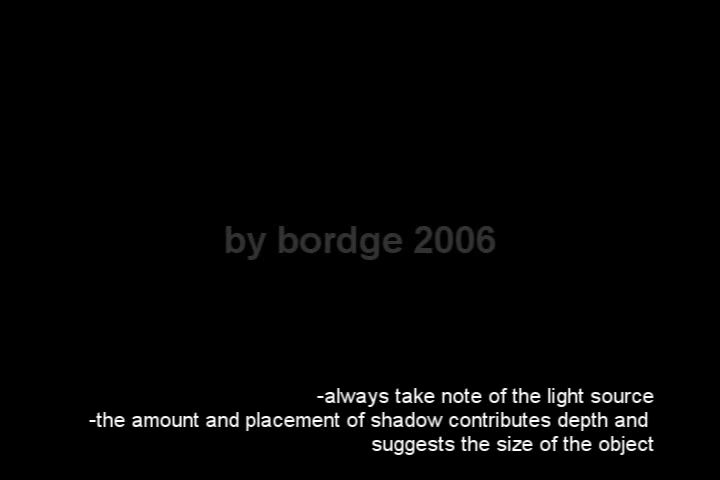 by bordge 2006
-always take note of the light source
-the amount and placement of shadow contributes depth and
suggests the size of the object